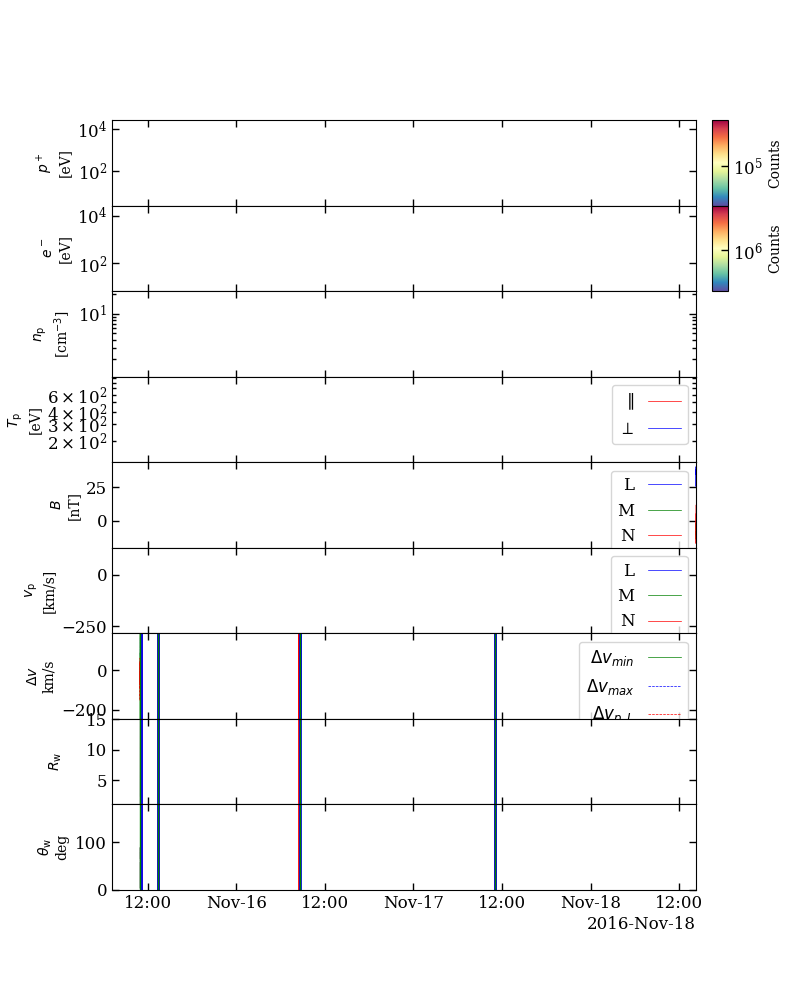 10⁴
10²
p⁺
[eV]
10⁵
Counts
10⁴
10²
e⁻
[eV]
10⁶
Counts
10¹
nₚ
[cm⁻³]
6 × 10²
4 × 10²
3 × 10²
2 × 10²
Tₚ
[eV]
∥
⊥
25
0
B
[nT]
L
M
N
0
−250
vₚ
[km/s]
L
M
N
0
−200
Δv
km/s
Δv_min
Δv_max
15
10
5
R_w
100
0
θ_w
deg
12:00 Nov-16 12:00 Nov-17 12:00 Nov-18 12:00
2016-Nov-18